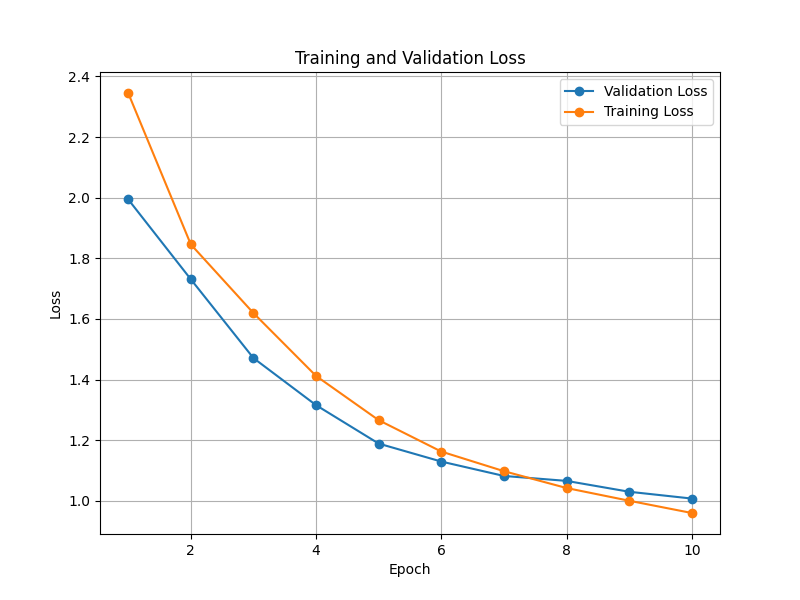 Training and Validation Loss
Validation Loss
Training Loss
2.4
2.2
2.0
1.8
1.6
1.4
1.2
1.0
Loss
2 4 6 8 10
Epoch